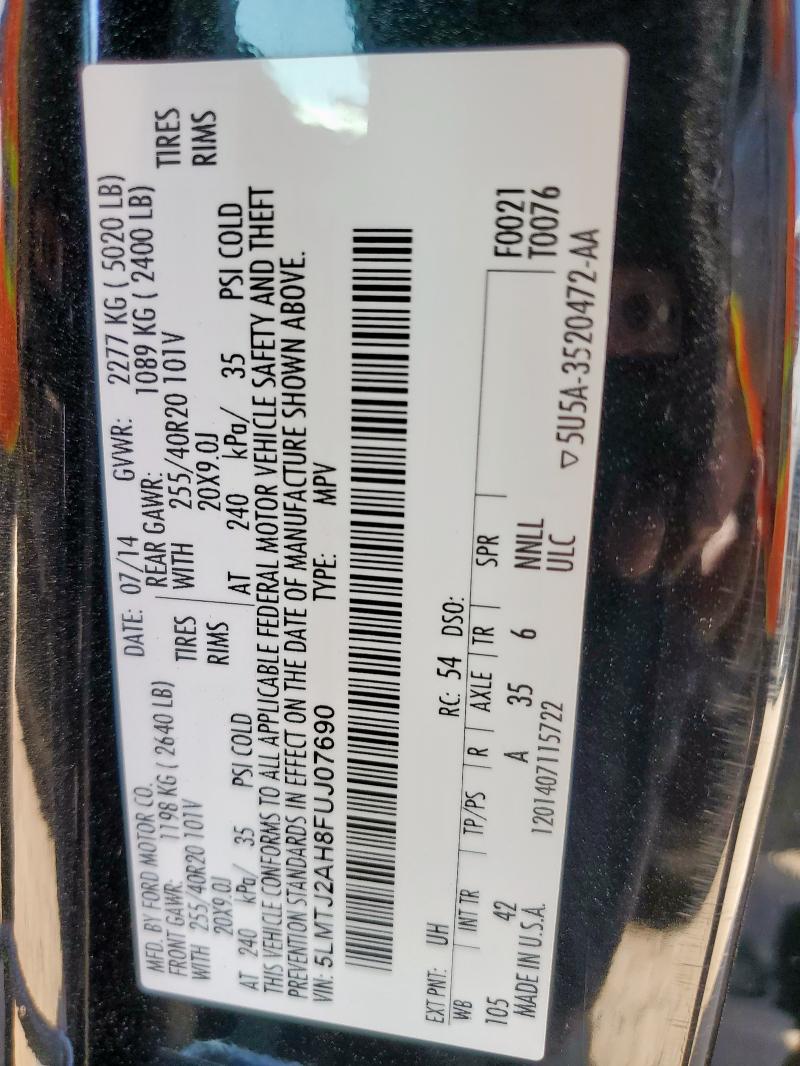 MFD. BY FORD MOTOR CO.
DATE: 07/14 GVWR: 2277 KG ( 5020 LB)
FRONT GAWR: 1198 KG ( 2640 LB)
REAR GAWR: 1089 KG ( 2400 LB)
WITH 255/40R20 101V TIRES
WITH 255/40R20 101V TIRES
20X9.0J RIMS
20X9.0J RIMS
AT 240 kPa/ 35 PSI COLD
AT 240 kPa/ 35 PSI COLD
THIS VEHICLE CONFORMS TO ALL APPLICABLE FEDERAL MOTOR VEHICLE SAFETY AND THEFT
PREVENTION STANDARDS IN EFFECT ON THE DATE OF MANUFACTURE SHOWN ABOVE.
VIN: 5LMTJ2AH8FUJ07690 TYPE: MPV
EXT PNT: UH RC: 54 DSO: F0021
WB INT TR TP/PS R AXLE TR SPR T0076
105 42 A 35 6 NNLL
MADE IN U.S.A. 120140711 5722 ULC
▽5U5A-3520472-AA